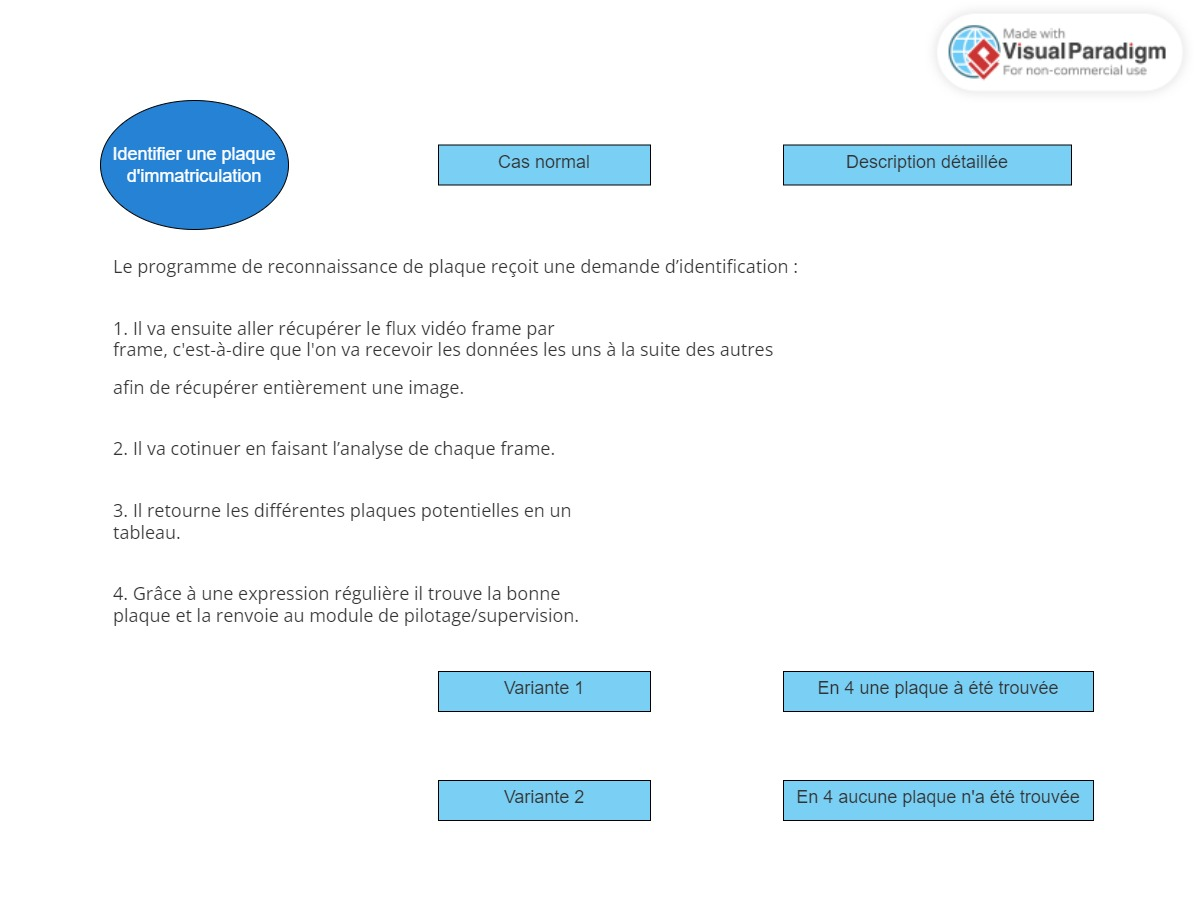 Made with
Visual Paradigm
For non-commercial use
Identifier une plaque
d'immatriculation
Cas normal
Description détaillée
Le programme de reconnaissance de plaque reçoit une demande d’identification :
1. Il va ensuite aller récupérer le flux vidéo frame par
frame, c'est-à-dire que l'on va recevoir les données les uns à la suite des autres
afin de récupérer entièrement une image.
2. Il va cotinuer en faisant l’analyse de chaque frame.
3. Il retourne les différentes plaques potentielles en un
tableau.
4. Grâce à une expression régulière il trouve la bonne
plaque et la renvoie au module de pilotage/supervision.
Variante 1
En 4 une plaque à été trouvée
Variante 2
En 4 aucune plaque n'a été trouvée